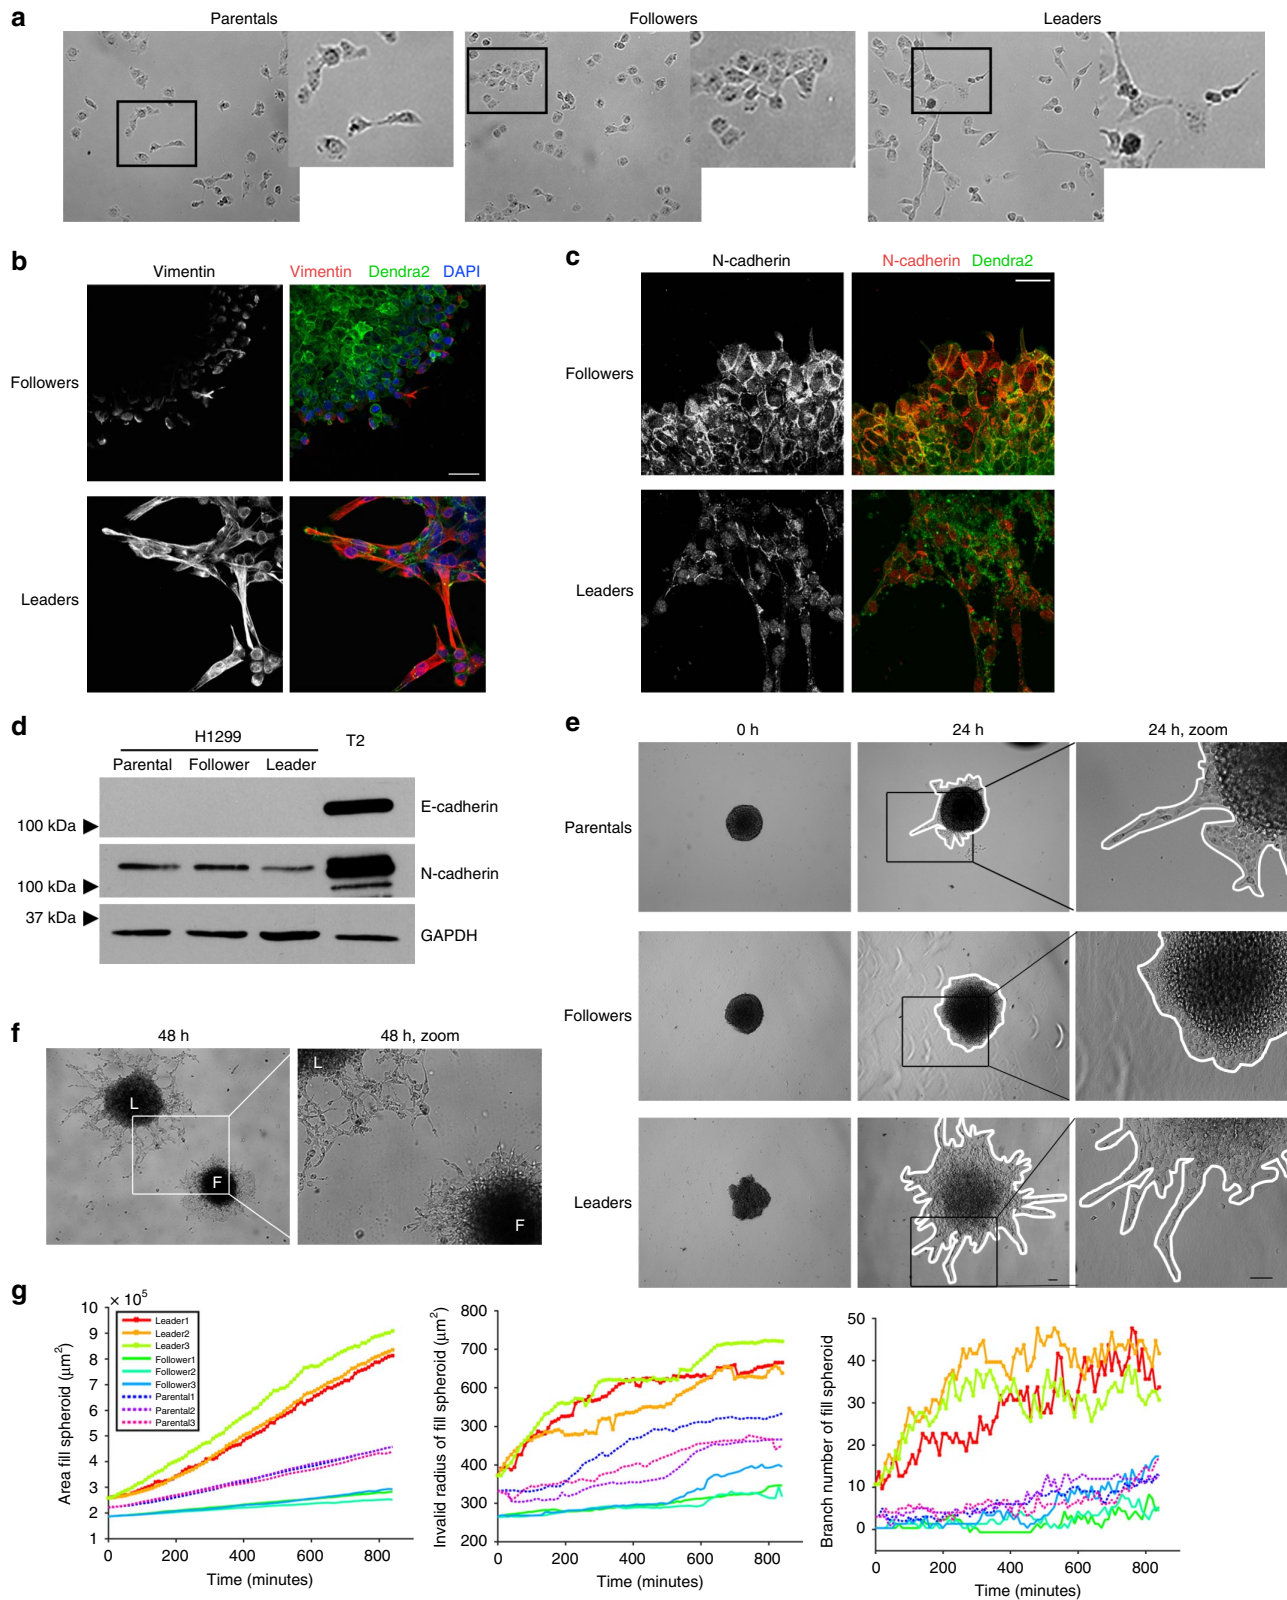 a
Parentals
Followers
Leaders
b
Vimentin
Vimentin Dendra2 DAPI
Followers
Leaders
c
N-cadherin
N-cadherin Dendra2
Followers
Leaders
d
H1299
T2
Parental Follower Leader
E-cadherin
100 kDa
N-cadherin
100 kDa
37 kDa
GAPDH
e
0 h
24 h
24 h, zoom
Parentals
Followers
Leaders
f
48 h
48 h, zoom
L
F
L
F
g
× 10⁵
10
9
8
7
6
5
4
3
2
1
Area fill spheroid (μm²)
Leader1
Leader2
Leader3
Follower1
Follower2
Follower3
Parental1
Parental2
Parental3
0 200 400 600 800
Time (minutes)
800
700
600
300
400
300
200
Invalid radius of fill spheroid (μm²)
0 200 400 600 800
Time (minutes)
50
40
30
20
10
0
Branch number of fill spheroid
0 200 400 600 800
Time (minutes)